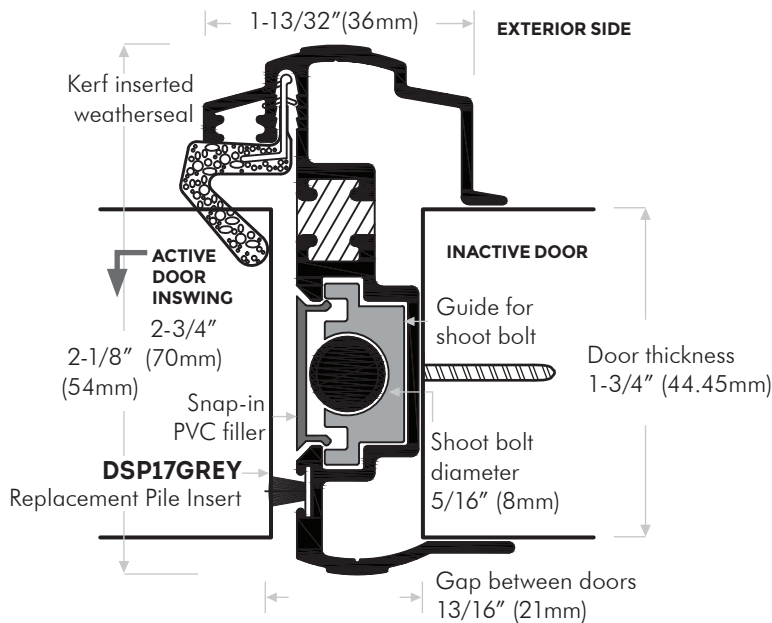 1-13/32”(36mm)
EXTERIOR SIDE
Kerf inserted
weatherseal
ACTIVE
DOOR
INSWING
2-3/4”
(70mm)
2-1/8”
(54mm)
INACTIVE DOOR
Guide for
shoot bolt
Door thickness
1-3/4” (44.45mm)
Snap-in
PVC filler
Shoot bolt
diameter
5/16” (8mm)
DSP17GREY
Replacement Pile Insert
Gap between doors
13/16” (21mm)